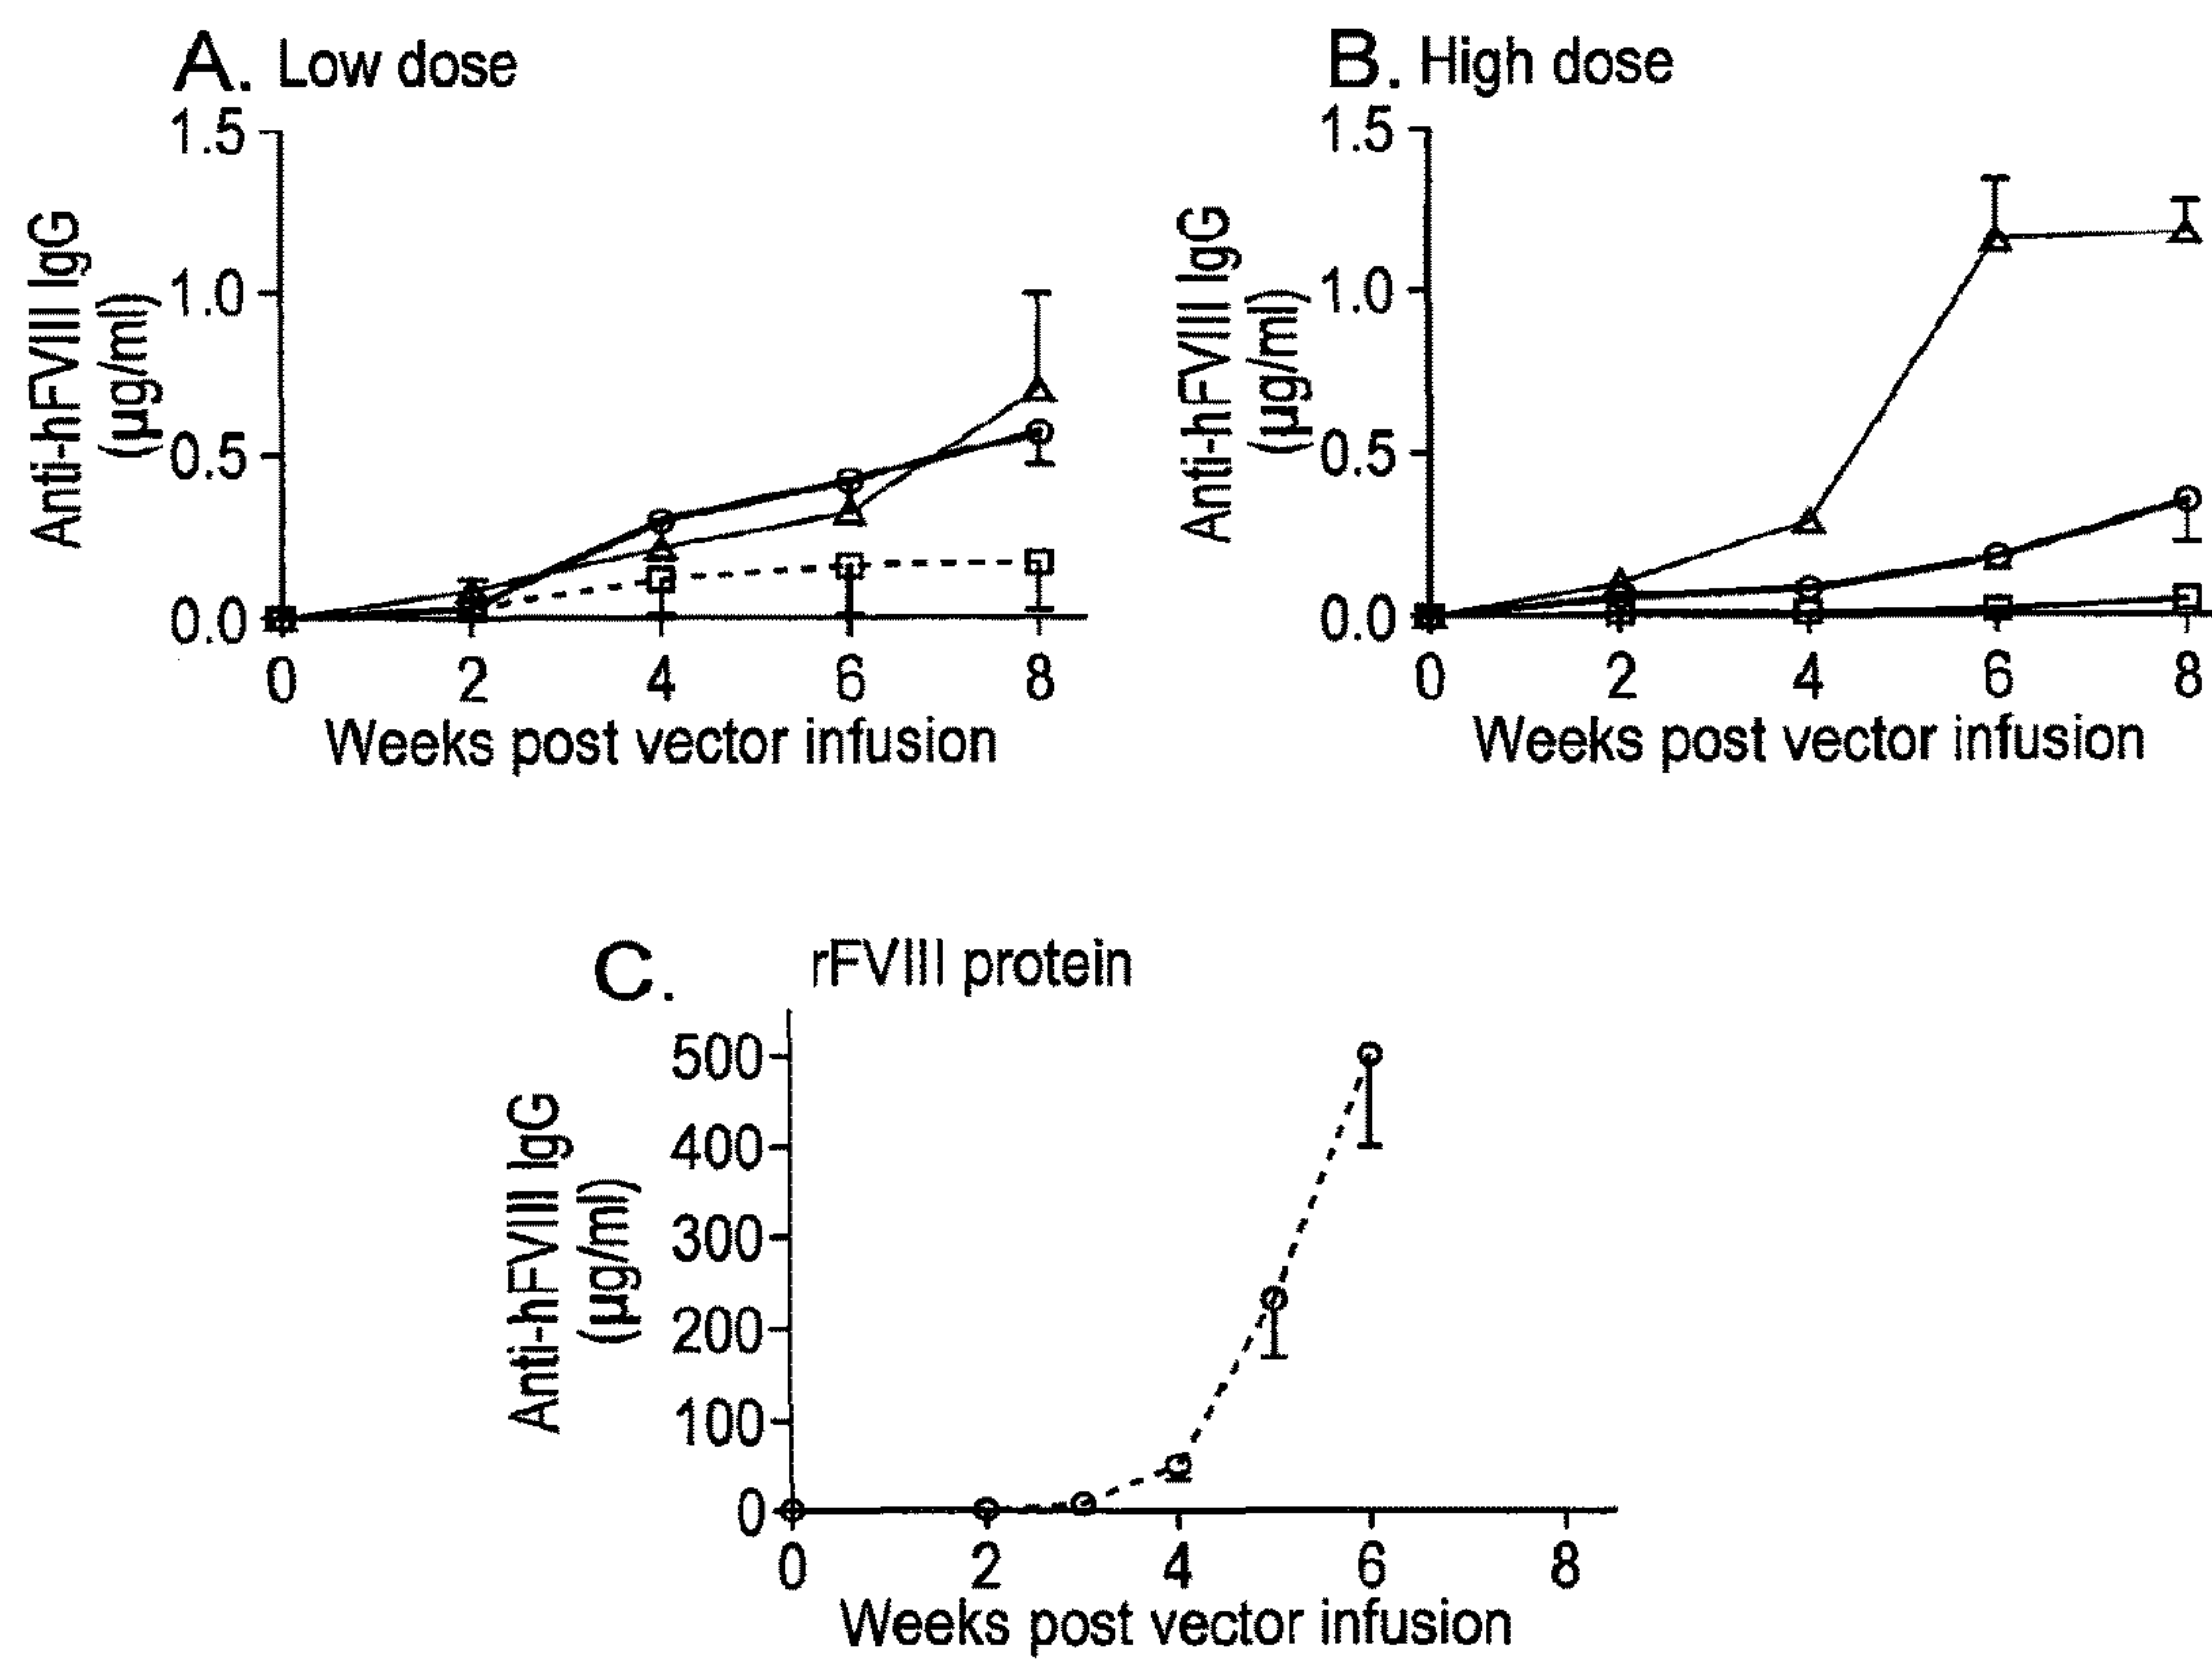 A. Low dose
Anti-hFVIII IgG
(µg/ml)
1.5
1.0
0.5
0.0
0 2 4 6 8
Weeks post vector infusion
B. High dose
Anti-hFVIII IgG
(µg/ml)
1.5
1.0
0.5
0.0
0 2 4 6 8
Weeks post vector infusion
C. rFVIII protein
Anti-hFVIII IgG
(µg/ml)
500
400
300
200
100
0
0 2 4 6 8
Weeks post vector infusion